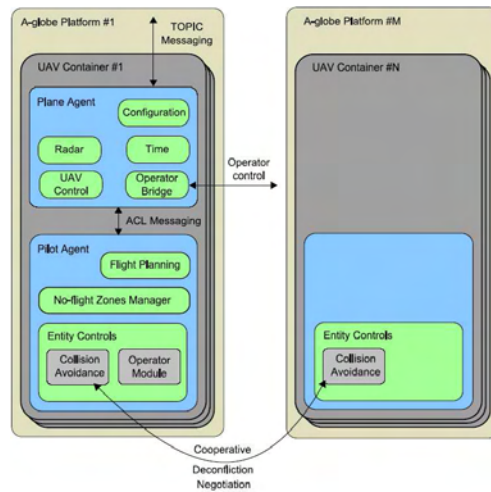 A-globe Platform #1
TOPIC
Messaging
UAV Container #1
Plane Agent
Configuration
Radar
Time
UAV
Control
Operator
Bridge
ACL Messaging
Pilot Agent
Flight Planning
No-flight Zones Manager
Entity Controls
Collision
Avoidance
Operator
Module
Operator
control
A-globe Platform #M
UAV Container #N
Entity Controls
Collision
Avoidance
Cooperative
Deconfliction
Negotiation